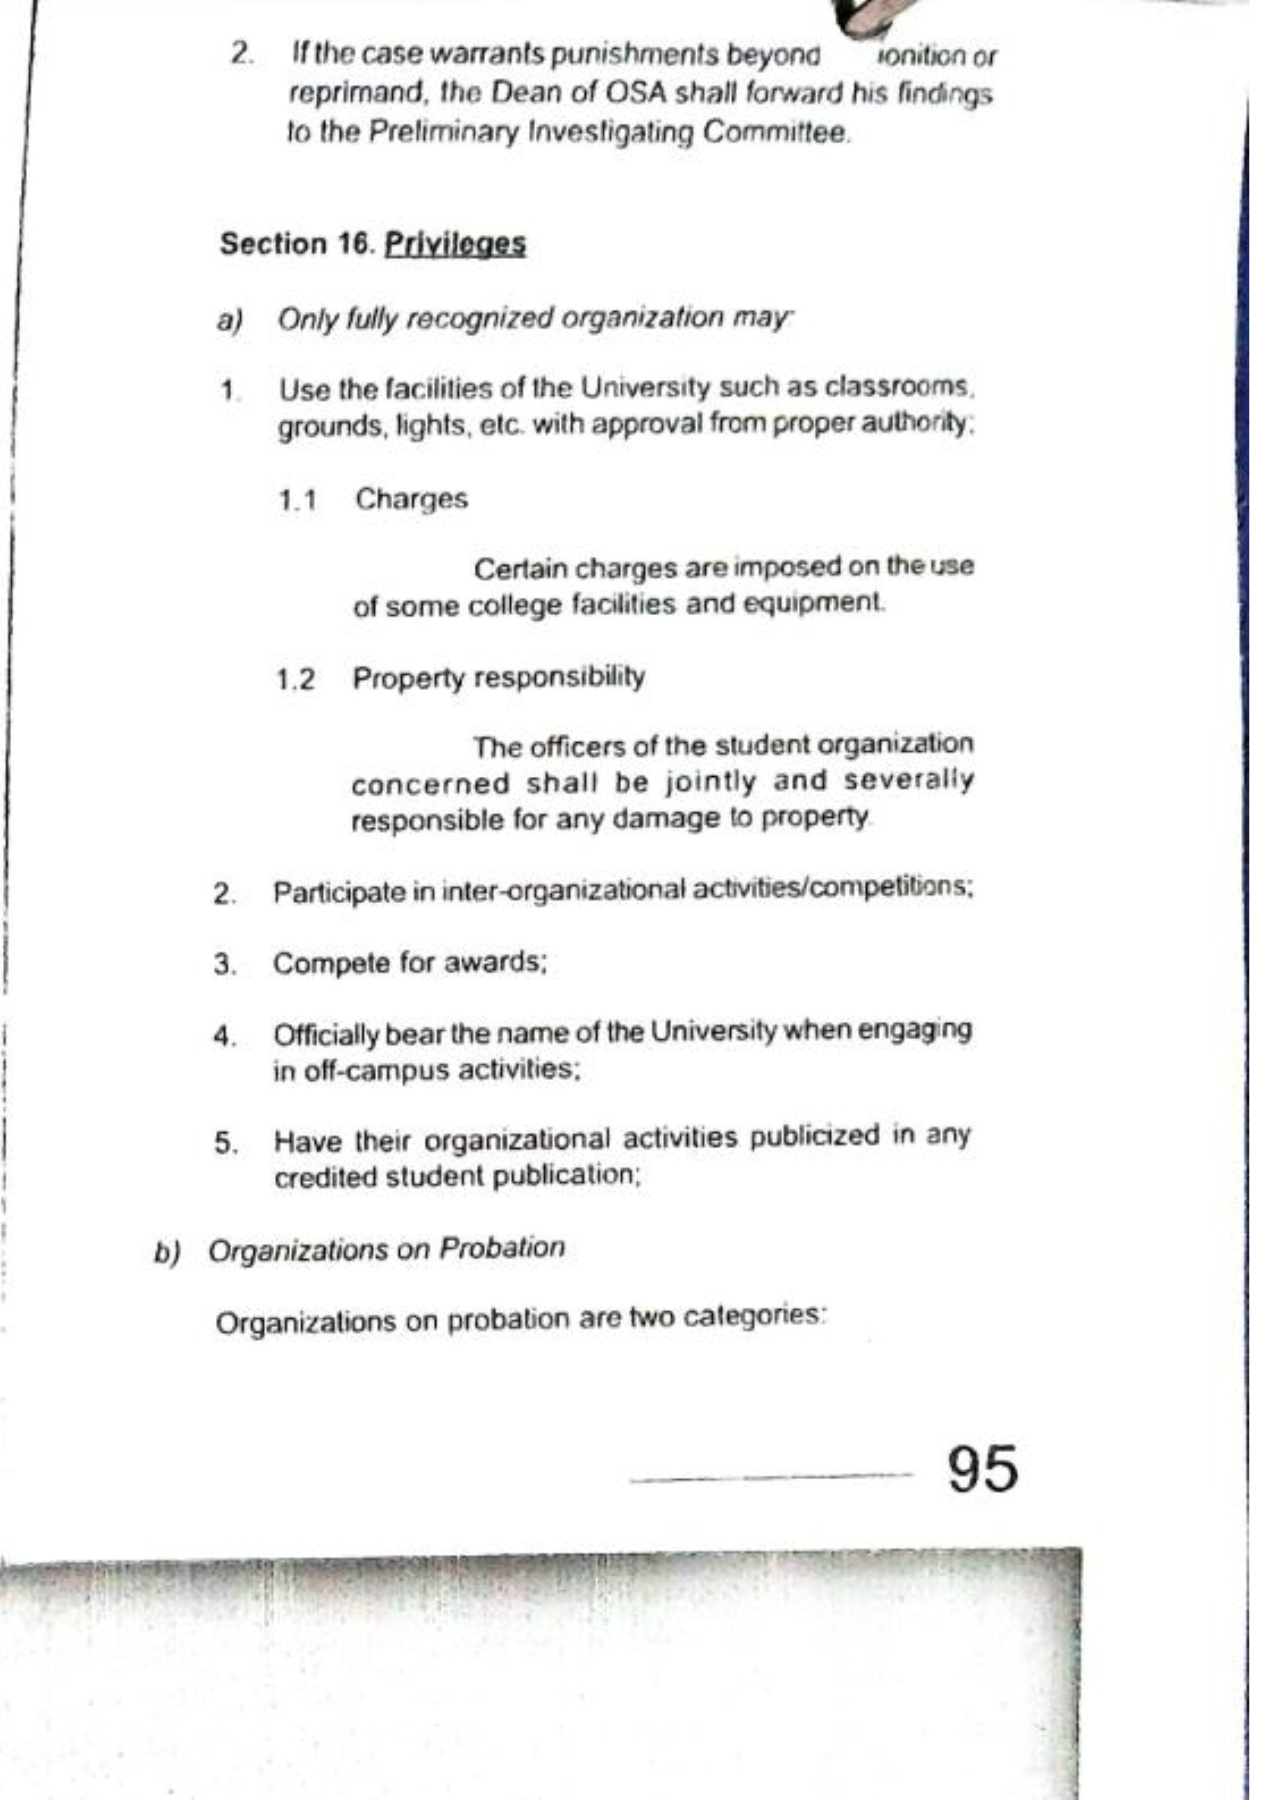 2. If the case warrants punishments beyond ionition or
reprimand, the Dean of OSA shall forward his findings
to the Preliminary Investigating Committee.
Section 16. Privileges
a) Only fully recognized organization may:
1. Use the facilities of the University such as classrooms,
grounds, lights, etc. with approval from proper authority;
1.1 Charges
Certain charges are imposed on the use
of some college facilities and equipment.
1.2 Property responsibility
The officers of the student organization
concerned shall be jointly and severally
responsible for any damage to property.
2. Participate in inter-organizational activities/competitions;
3. Compete for awards;
4. Officially bear the name of the University when engaging
in off-campus activities;
5. Have their organizational activities publicized in any
credited student publication;
b) Organizations on Probation
Organizations on probation are two categories:
95